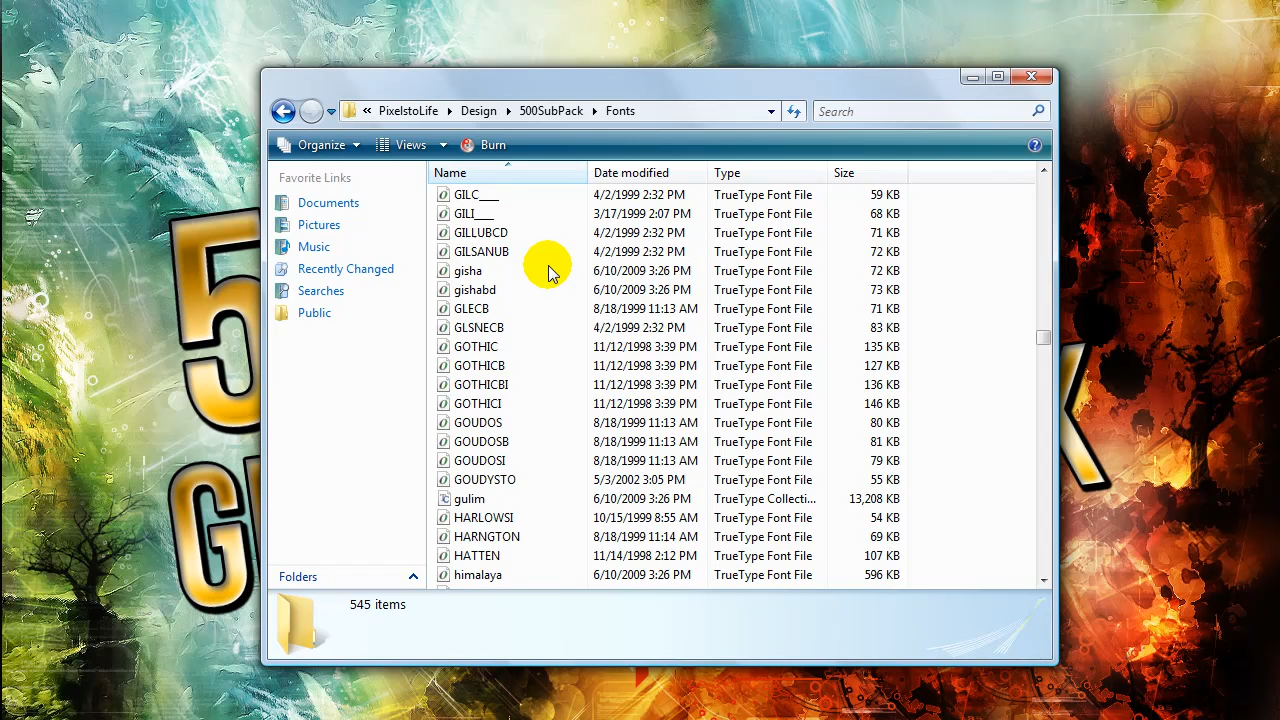 « PixelstoLife Design 500SubPack Fonts Search
Organize Views Burn
Favorite Links
Documents
Pictures
Music
Recently Changed
Searches
Public
Folders
Name Date modified Type Size
GILC____ 4/2/1999 2:32 PM TrueType Font File 59 KB
GILI____ 3/17/1999 2:07 PM TrueType Font File 68 KB
GILLUBCD 4/2/1999 2:32 PM TrueType Font File 71 KB
GILSANUB 4/2/1999 2:32 PM TrueType Font File 72 KB
gisha 6/10/2009 3:26 PM TrueType Font File 72 KB
gishabd 6/10/2009 3:26 PM TrueType Font File 73 KB
GLECB 8/18/1999 11:13 AM TrueType Font File 71 KB
GLSNECB 4/2/1999 2:32 PM TrueType Font File 83 KB
GOTHIC 11/12/1998 3:39 PM TrueType Font File 135 KB
GOTHICB 11/12/1998 3:39 PM TrueType Font File 127 KB
GOTHICBI 11/12/1998 3:39 PM TrueType Font File 136 KB
GOTHICI 11/12/1998 3:39 PM TrueType Font File 146 KB
GOUDOS 8/18/1999 11:13 AM TrueType Font File 80 KB
GOUDOSB 8/18/1999 11:13 AM TrueType Font File 81 KB
GOUDOSI 8/18/1999 11:13 AM TrueType Font File 79 KB
GOUDYSTO 5/3/2002 3:05 PM TrueType Font File 55 KB
gulim 6/10/2009 3:26 PM TrueType Collecti... 13,208 KB
HARLOWSI 10/15/1999 8:55 AM TrueType Font File 54 KB
HARNGTON 8/18/1999 11:14 AM TrueType Font File 69 KB
HATTEN 11/14/1998 2:12 PM TrueType Font File 107 KB
himalaya 6/10/2009 3:26 PM TrueType Font File 596 KB
545 items
5
G
K